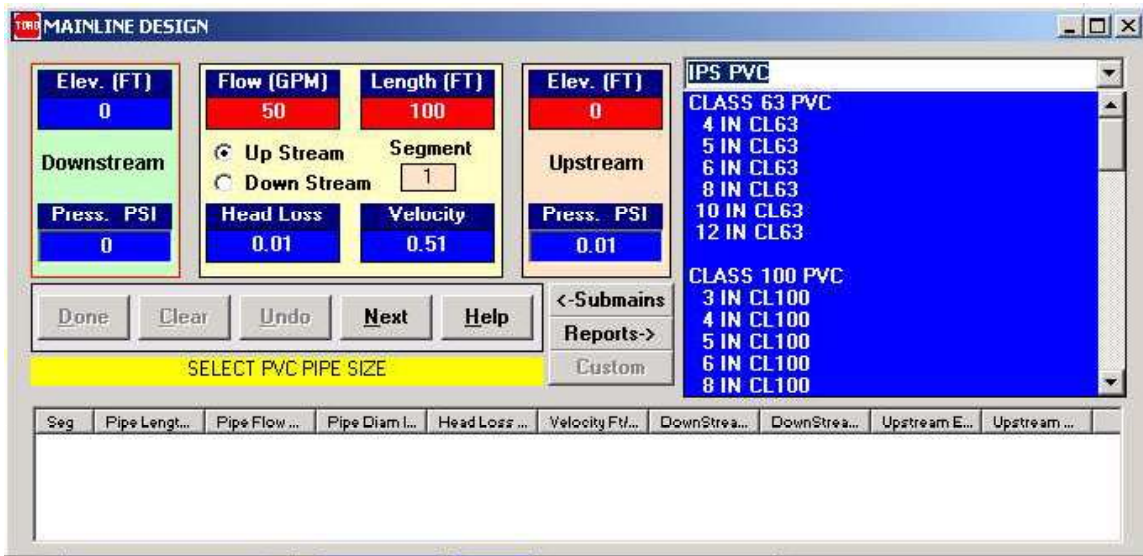 TORO MAINLINE DESIGN
Elev. (FT)
0
Downstream
Press. PSI
0
Flow (GPM) Length (FT)
50 100
Up Stream Segment
Down Stream 1
Head Loss Velocity
0.01 0.51
Elev. (FT)
0
Upstream
Press. PSI
0.01
Done Clear Undo Next Help
SELECT PVC PIPE SIZE
<-Submains
Reports->
Custom
IPS PVC
CLASS 63 PVC
4 IN CL63
5 IN CL63
6 IN CL63
8 IN CL63
10 IN CL63
12 IN CL63
CLASS 100 PVC
3 IN CL100
4 IN CL100
5 IN CL100
6 IN CL100
8 IN CL100
Seg Pipe Lengt... Pipe Flow ... Pipe Diam I... Head Loss ... Velocity Ft/... DownStrea... DownStrea... Upstream E... Upstream ...